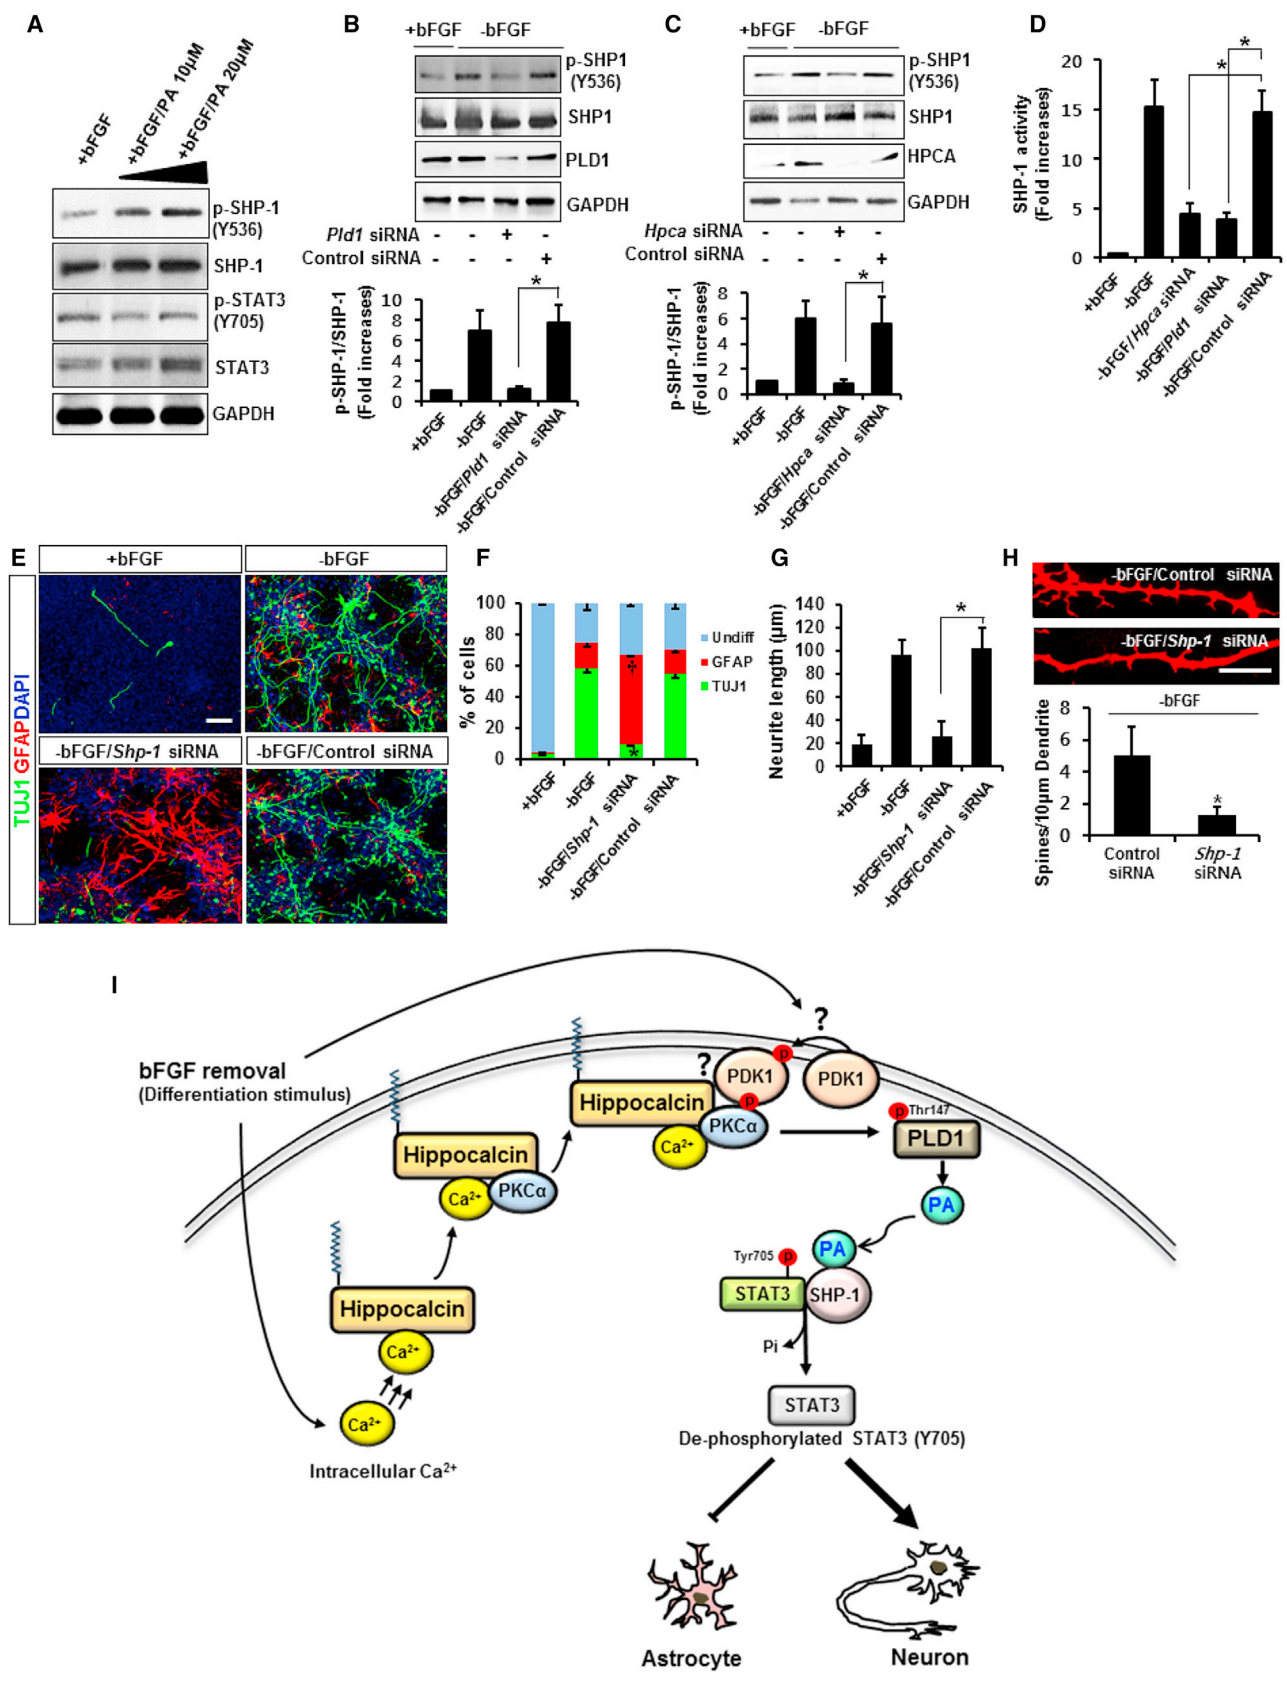 A
+bFGF
+bFGF/PA 10µM
+bFGF/PA 20µM
p-SHP-1
(Y536)
SHP-1
p-STAT3
(Y705)
STAT3
GAPDH
B
+bFGF -bFGF
p-SHP1
(Y536)
SHP1
PLD1
GAPDH
Pld1 siRNA - - + -
Control siRNA - - - +
p-SHP-1/SHP-1
(Fold increases)
10
8
6
4
2
0
*
+bFGF
-bFGF
-bFGF/Pld1 siRNA
-bFGF/Control siRNA
C
+bFGF -bFGF
p-SHP1
(Y536)
SHP1
HPCA
GAPDH
Hpca siRNA - - + -
Control siRNA - - - +
p-SHP-1/SHP-1
(Fold increases)
8
6
4
2
0
*
+bFGF
-bFGF
-bFGF/Hpca siRNA
-bFGF/Control siRNA
D
SHP-1 activity
(Fold increases)
20
15
10
5
0
*
*
+bFGF
-bFGF
-bFGF/Hpca siRNA
-bFGF/Pld1 siRNA
-bFGF/Control siRNA
E
TUJ1 GFAPDAPI
+bFGF
-bFGF
-bFGF/Shp-1 siRNA
-bFGF/Control siRNA
F
% of cells
100
80
60
40
20
0
†
*
Undiff
GFAP
TUJ1
+bFGF
-bFGF
-bFGF/Shp-1 siRNA
-bFGF/Control siRNA
G
Neurite length (µm)
140
120
100
80
60
40
20
0
*
+bFGF
-bFGF
-bFGF/Shp-1 siRNA
-bFGF/Control siRNA
H
-bFGF/Control siRNA
-bFGF/Shp-1 siRNA
Spines/10µm Dendrite
8
6
4
2
0
-bFGF
*
Control
siRNA
Shp-1
siRNA
I
bFGF removal
(Differentiation stimulus)
Hippocalcin
Ca2+
Ca2+
Intracellular Ca2+
Hippocalcin
Ca2+
PKCα
Hippocalcin
Ca2+
PKCα
p
?
PDK1
p
?
PDK1
p
Thr147
PLD1
PA
PA
Tyr705
p
STAT3
SHP-1
Pi
STAT3
De-phosphorylated STAT3 (Y705)
Astrocyte
Neuron